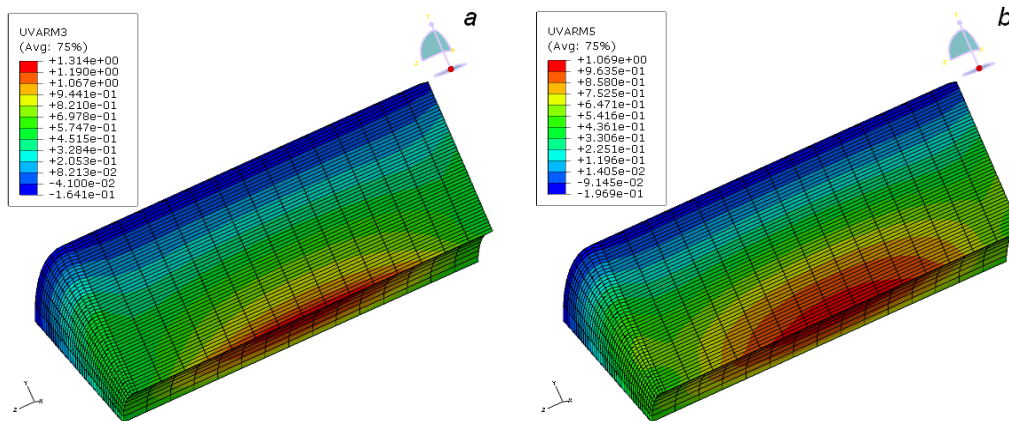 a
UVARM3
(Avg: 75%)
+1.314e+00
+1.190e+00
+1.067e+00
+9.441e-01
+8.210e-01
+6.978e-01
+5.747e-01
+4.515e-01
+3.284e-01
+2.053e-01
+8.213e-02
-4.100e-02
-1.641e-01
Y
X
Z
Y
Z
X
b
UVARM5
(Avg: 75%)
+1.069e+00
+9.635e-01
+8.580e-01
+7.525e-01
+6.471e-01
+5.416e-01
+4.361e-01
+3.306e-01
+2.251e-01
+1.196e-01
+1.405e-02
-9.145e-02
-1.969e-01
Y
X
Z
Y
Z
X